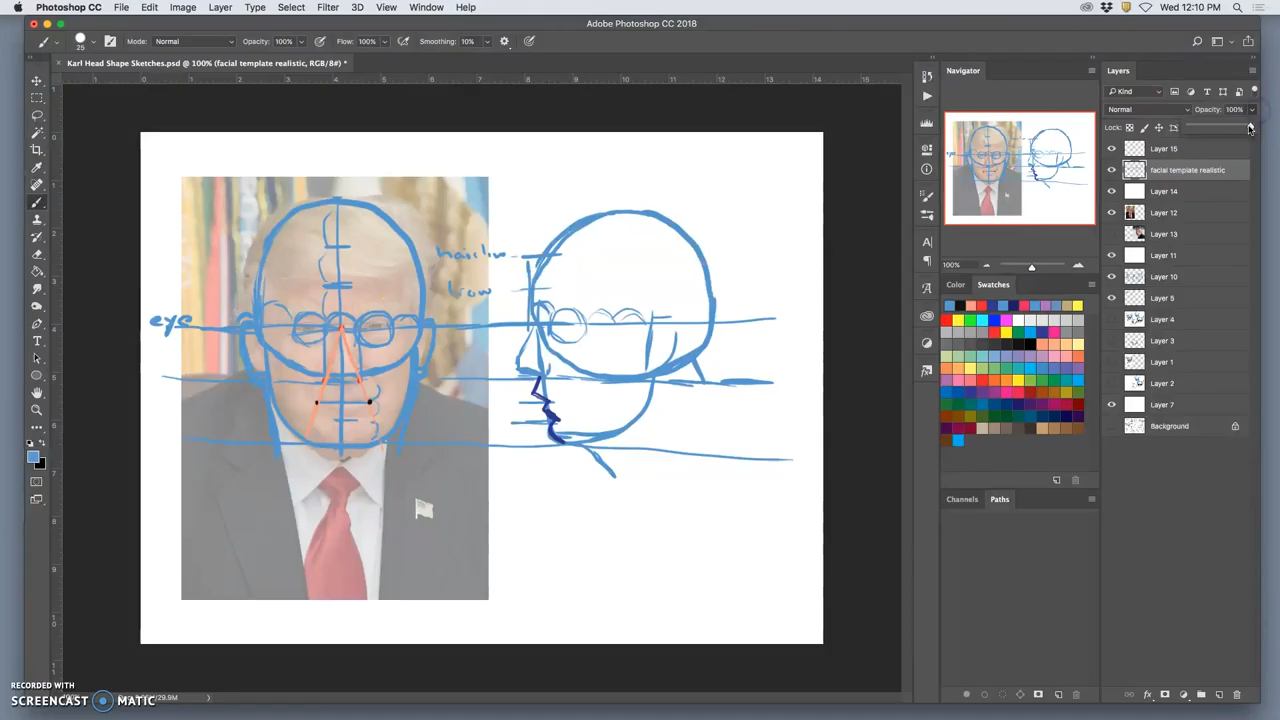 Photoshop CC File Edit Image Layer Type Select Filter 3D View Window Help Wed 12:10 PM
Adobe Photoshop CC 2018
25 Mode: Normal Opacity: 100% Flow: 100% Smoothing: 10%
Karl Head Shape Sketches.psd @ 100% (facial template realistic, RGB/8#) *
Navigator
100%
Color Swatches
Channels Paths
Layers
Kind
Normal Opacity: 100%
Lock:
Layer 15
facial template realistic
Layer 14
Layer 12
Layer 13
Layer 11
Layer 10
Layer 5
Layer 4
Layer 3
Layer 1
Layer 2
Layer 7
Background
hairline
brow
eye
RECORDED WITH
SCREENCAST MATIC